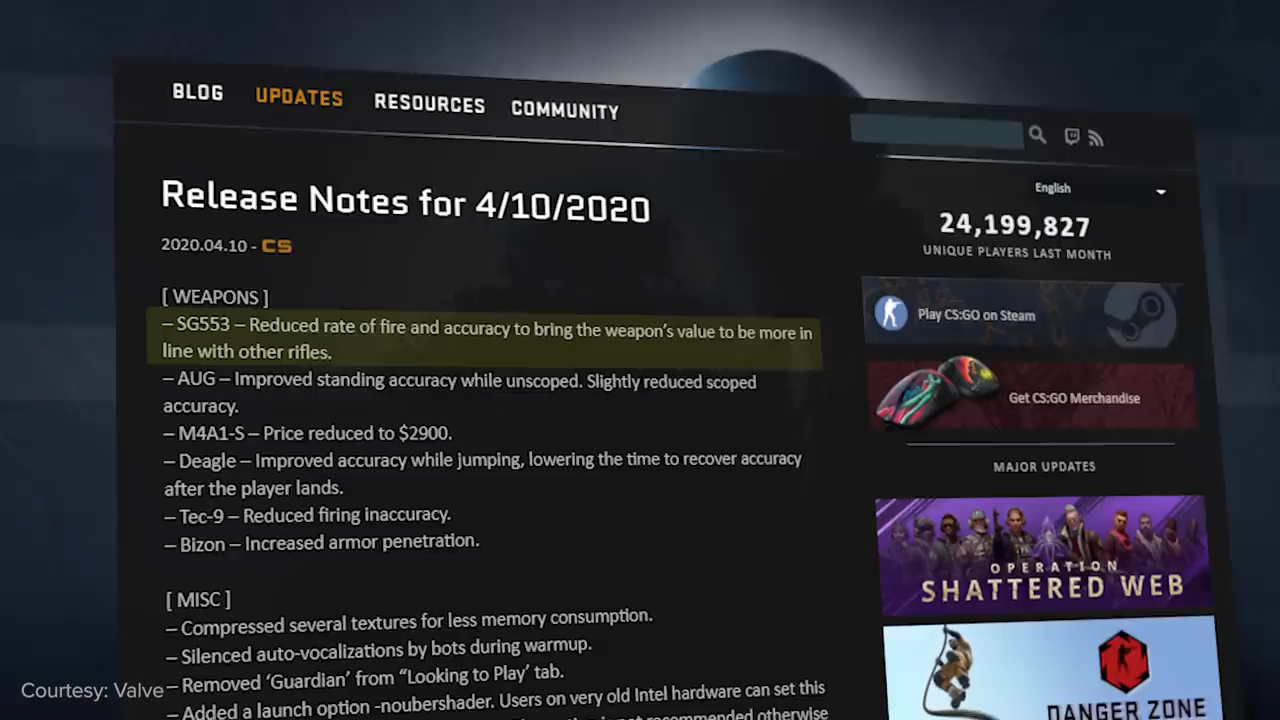 BLOG UPDATES RESOURCES COMMUNITY
Release Notes for 4/10/2020
2020.04.10 - CS
[ WEAPONS ]
– SG553 – Reduced rate of fire and accuracy to bring the weapon's value to be more in
line with other rifles.
– AUG – Improved standing accuracy while unscoped. Slightly reduced scoped
accuracy.
– M4A1-S – Price reduced to $2900.
– Deagle – Improved accuracy while jumping, lowering the time to recover accuracy
after the player lands.
– Tec-9 – Reduced firing inaccuracy.
– Bizon – Increased armor penetration.
[ MISC ]
– Compressed several textures for less memory consumption.
– Silenced auto-vocalizations by bots during warmup.
– Removed 'Guardian' from “Looking to Play' tab.
– Added a launch option -noubershader. Users on very old Intel hardware can set this
not recommended otherwise
English
24,199,827
UNIQUE PLAYERS LAST MONTH
Play CS:GO on Steam
Get CS:GO Merchandise
MAJOR UPDATES
OPERATION
SHATTERED WEB
DANGER ZONE
Courtesy: Valve